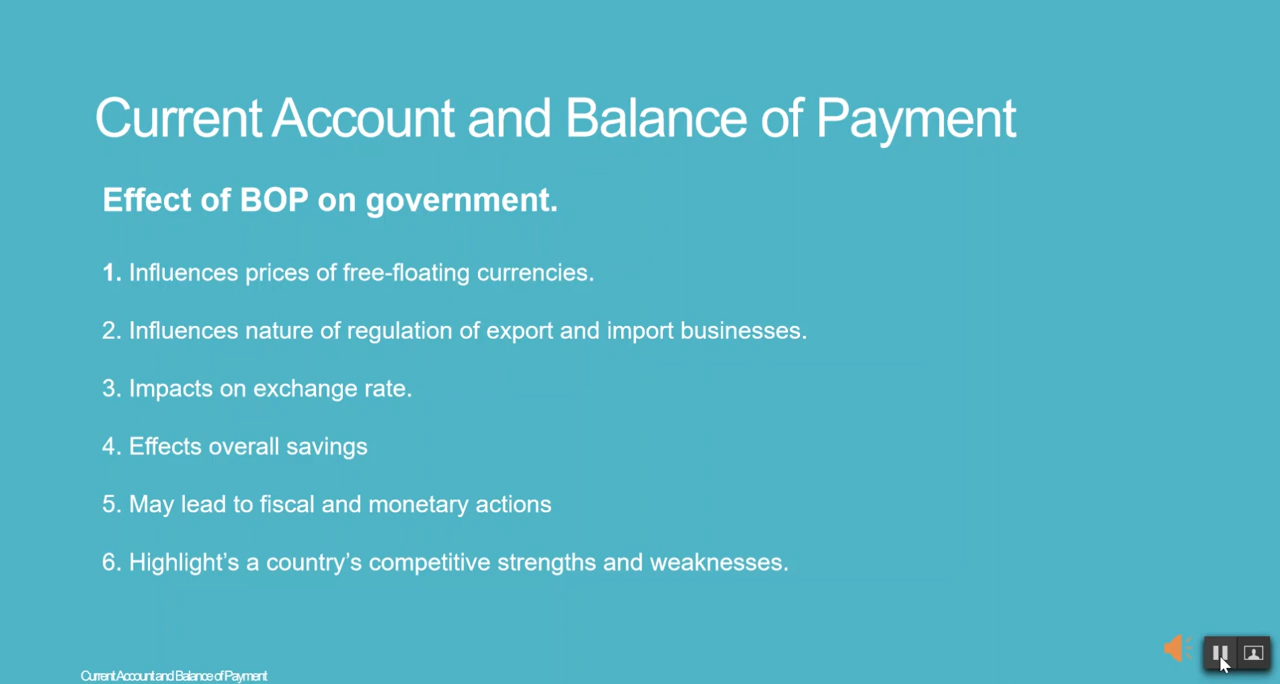 Current Account and Balance of Payment
Effect of BOP on government.
1. Influences prices of free-floating currencies.
2. Influences nature of regulation of export and import businesses.
3. Impacts on exchange rate.
4. Effects overall savings
5. May lead to fiscal and monetary actions
6. Highlight’s a country’s competitive strengths and weaknesses.
Current Account and Balance of Payment